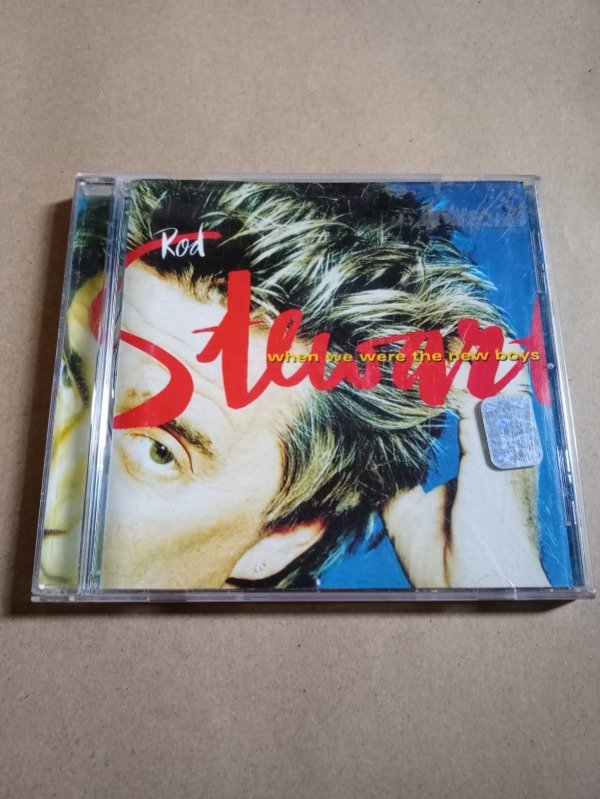 Rod
Stewart
when we were the new boys